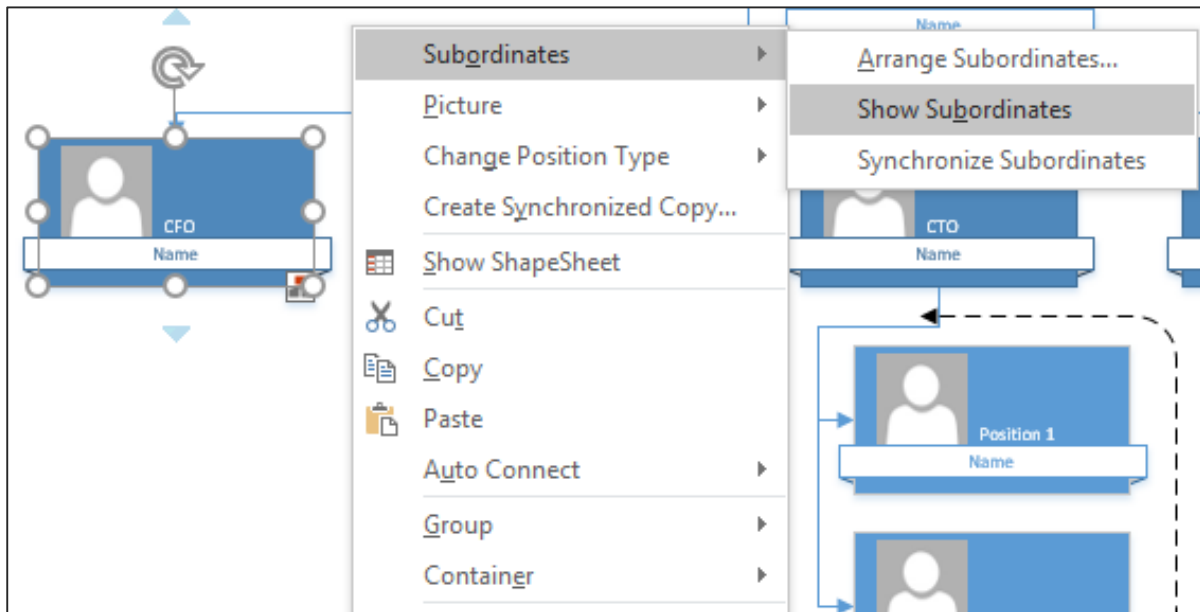 Name
Subordinates
Arrange Subordinates...
Show Subordinates
Synchronize Subordinates
Picture
Change Position Type
Create Synchronized Copy...
Show ShapeSheet
Cut
Copy
Paste
Auto Connect
Group
Container
CFO
Name
CTO
Name
Position 1
Name